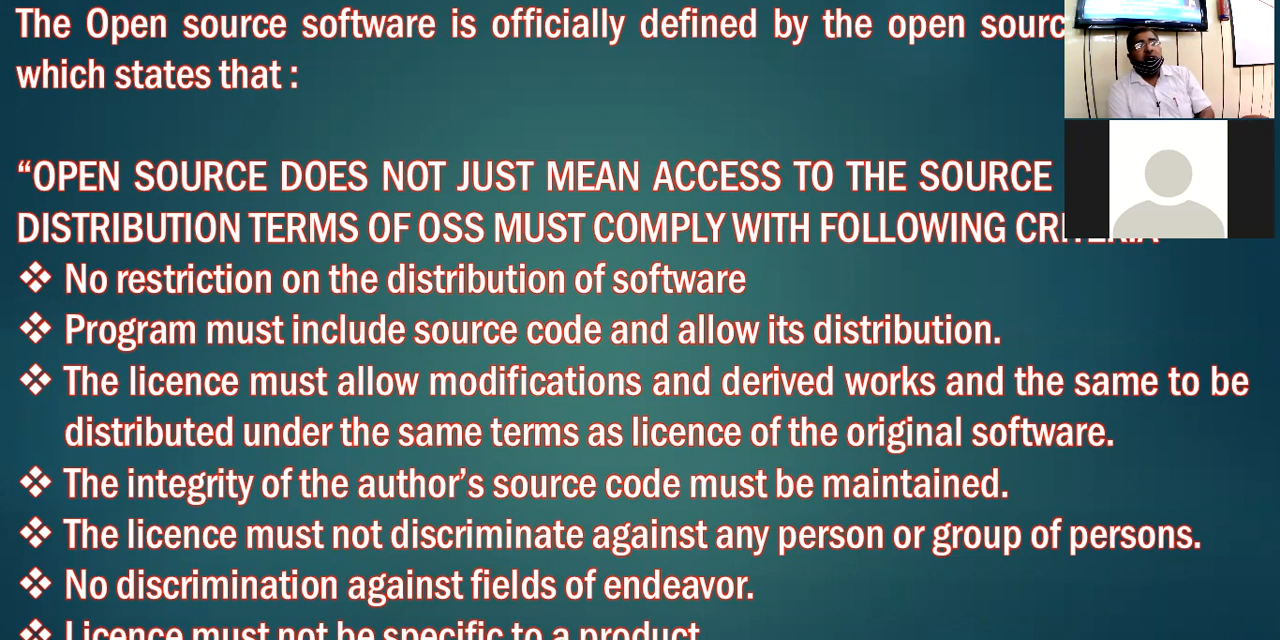 The Open source software is officially defined by the open sourc
which states that :
“OPEN SOURCE DOES NOT JUST MEAN ACCESS TO THE SOURCE
DISTRIBUTION TERMS OF OSS MUST COMPLY WITH FOLLOWING CRITERIA
❖ No restriction on the distribution of software
❖ Program must include source code and allow its distribution.
❖ The licence must allow modifications and derived works and the same to be
distributed under the same terms as licence of the original software.
❖ The integrity of the author’s source code must be maintained.
❖ The licence must not discriminate against any person or group of persons.
❖ No discrimination against fields of endeavor.
❖ Licence must not be specific to a product